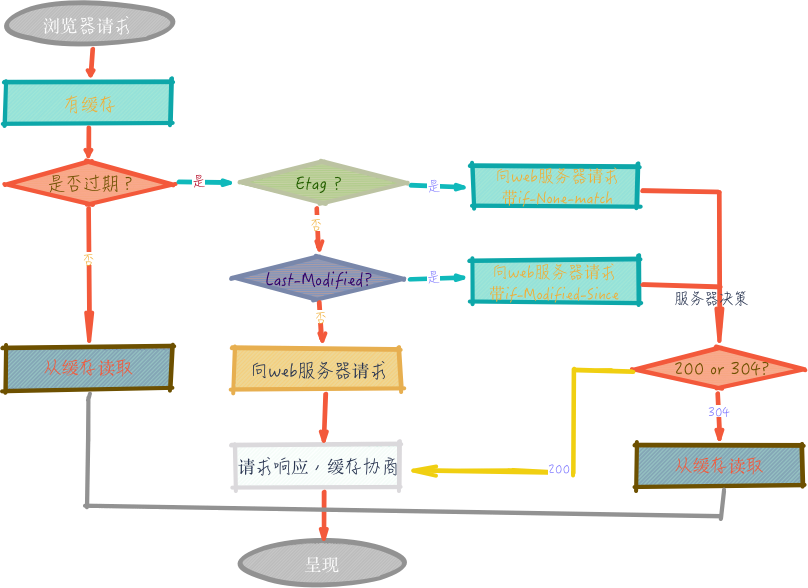 浏览器请求
有缓存
是否过期？
是
Etag？
是
向web服务器请求
带if-None-match
否
否
Last-Modified?
是
向web服务器请求
带if-Modified-Since
服务器决策
否
从缓存读取
向web服务器请求
200 or 304?
304
请求响应，缓存协商
200
从缓存读取
呈现